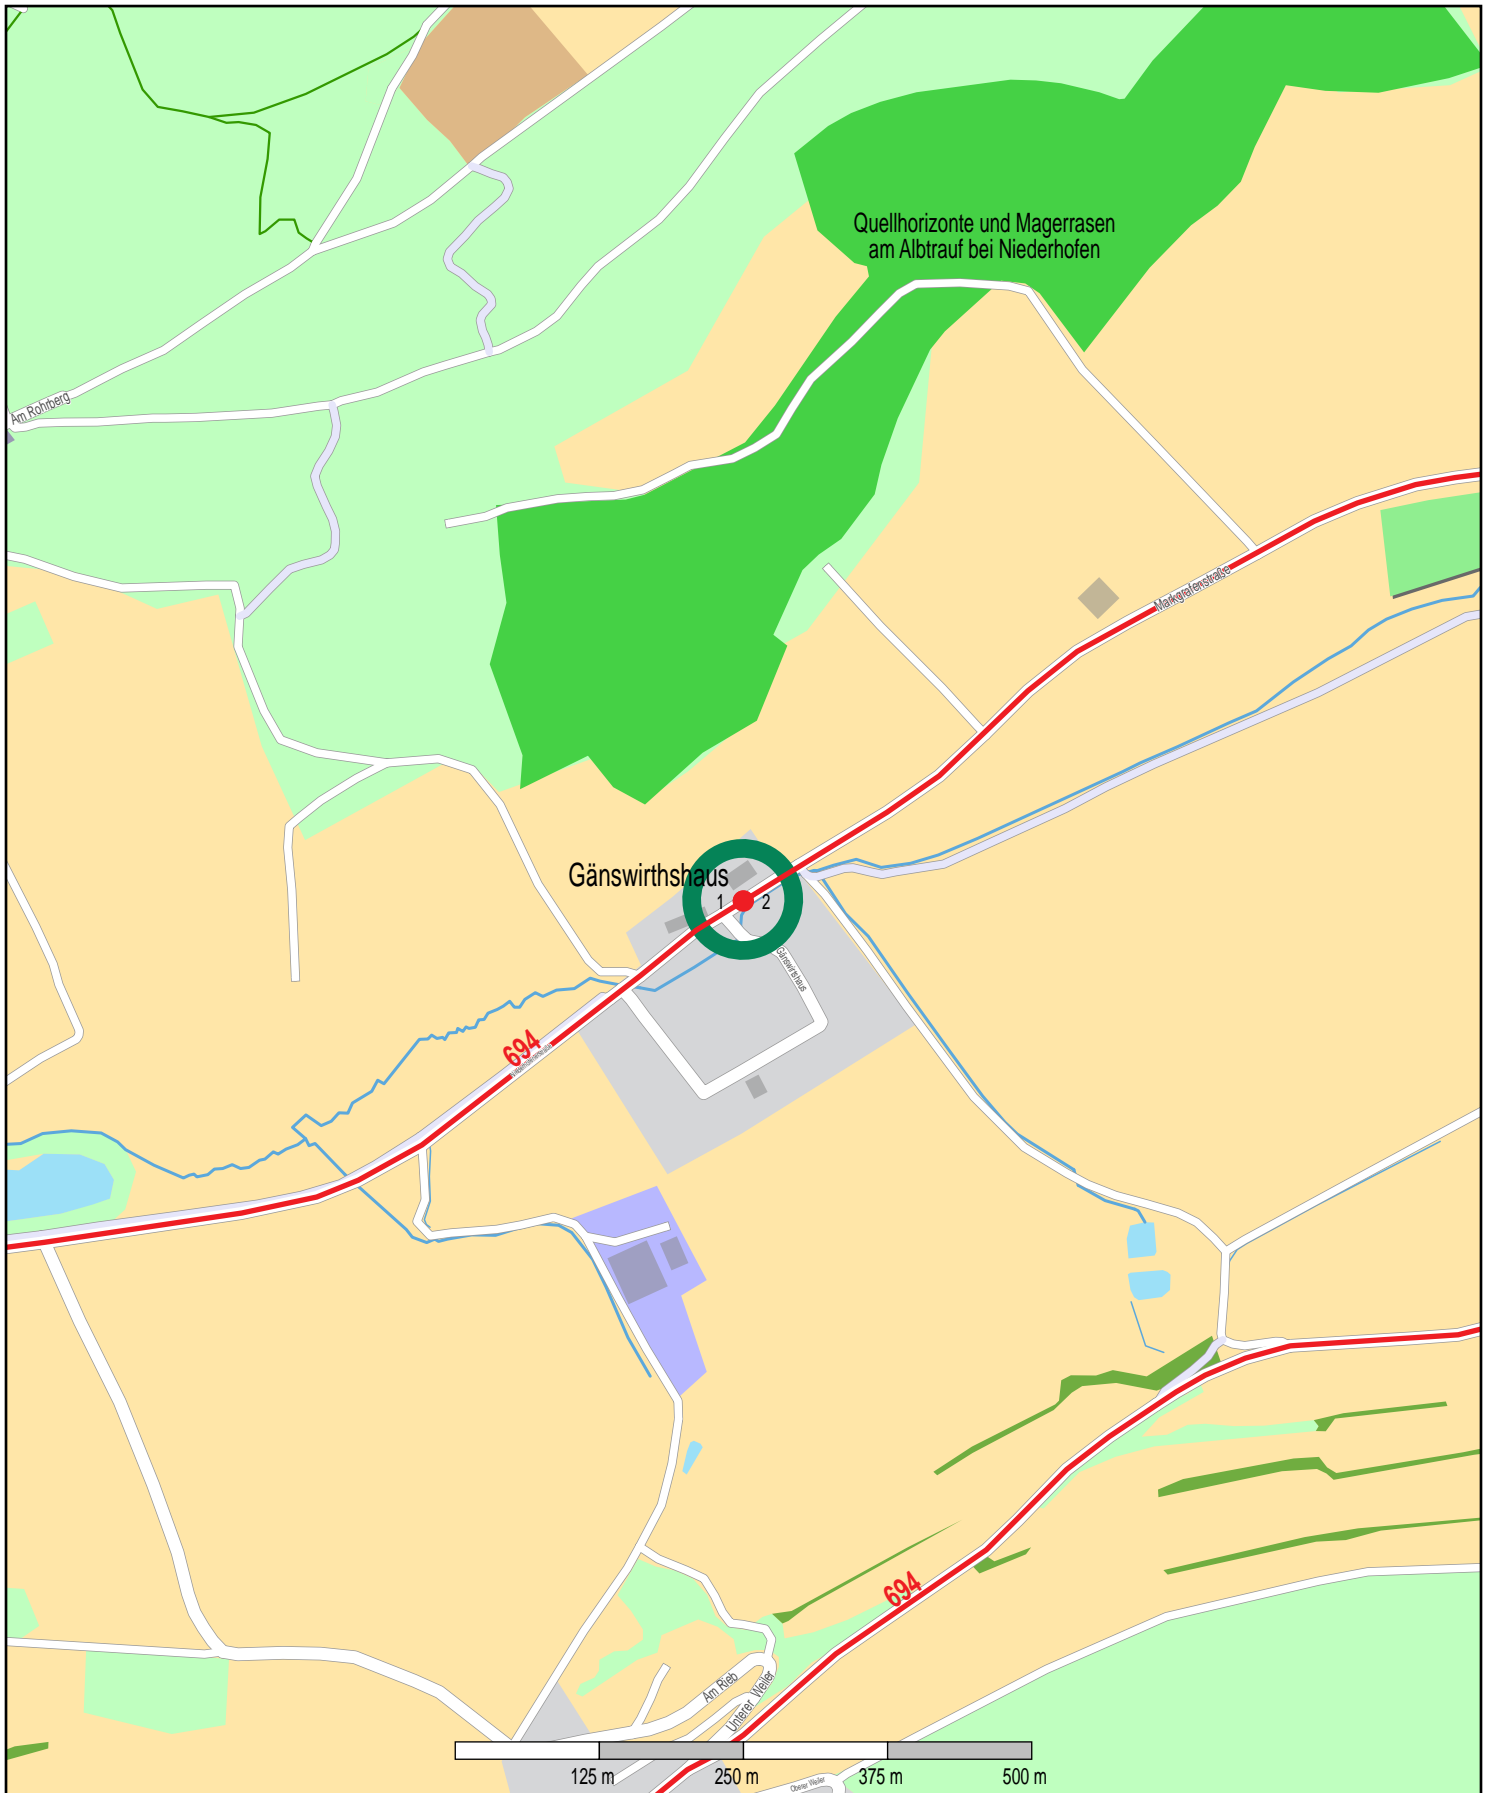 Quellhorizonte und Magerrasen
am Albtrauf bei Niederhofen
Am Rohrberg
Markgrafenstraße
Gänswirthshaus
1
2
Gänswirtshaus
694
694
Am Rieb
Unterer Weiler
Oberer Weiler
125 m
250 m
375 m
500 m